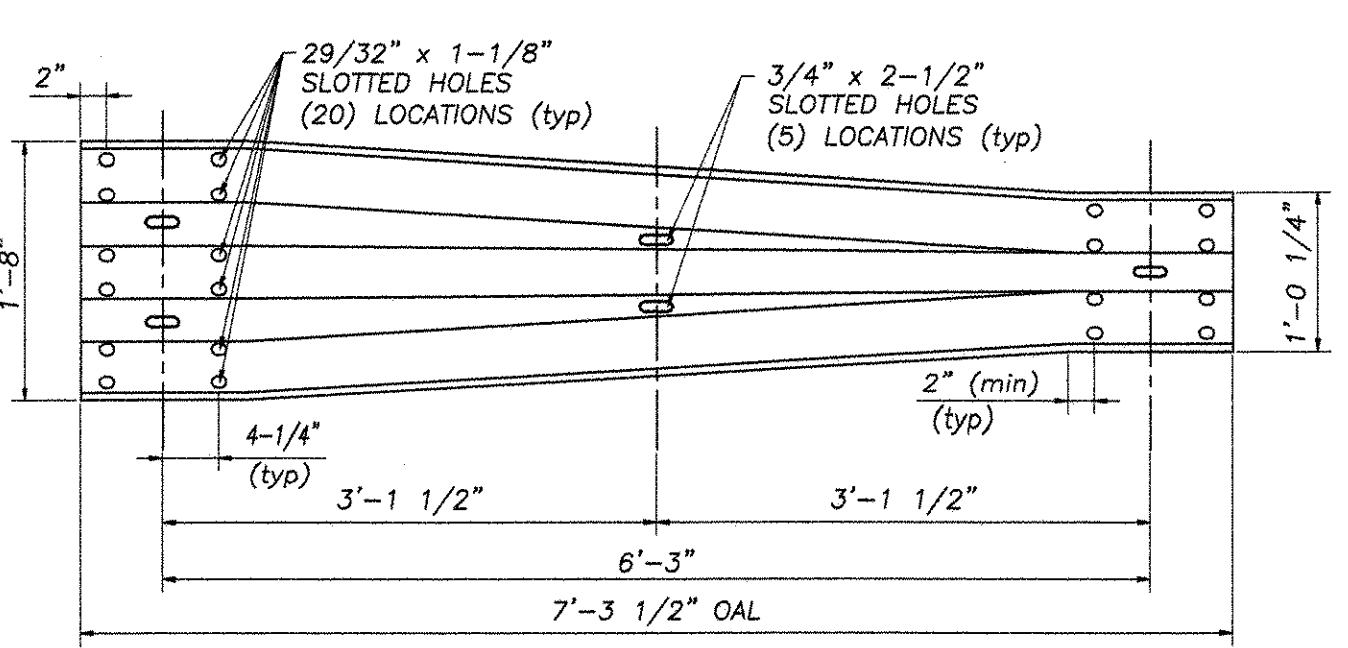 2"
29/32" x 1-1/8"
SLOTTED HOLES
(20) LOCATIONS (typ)
3/4" x 2-1/2"
SLOTTED HOLES
(5) LOCATIONS (typ)
1'-8"
1'-0 1/4"
2" (min)
(typ)
4-1/4"
(typ)
3'-1 1/2"
3'-1 1/2"
6'-3"
7'-3 1/2" OAL